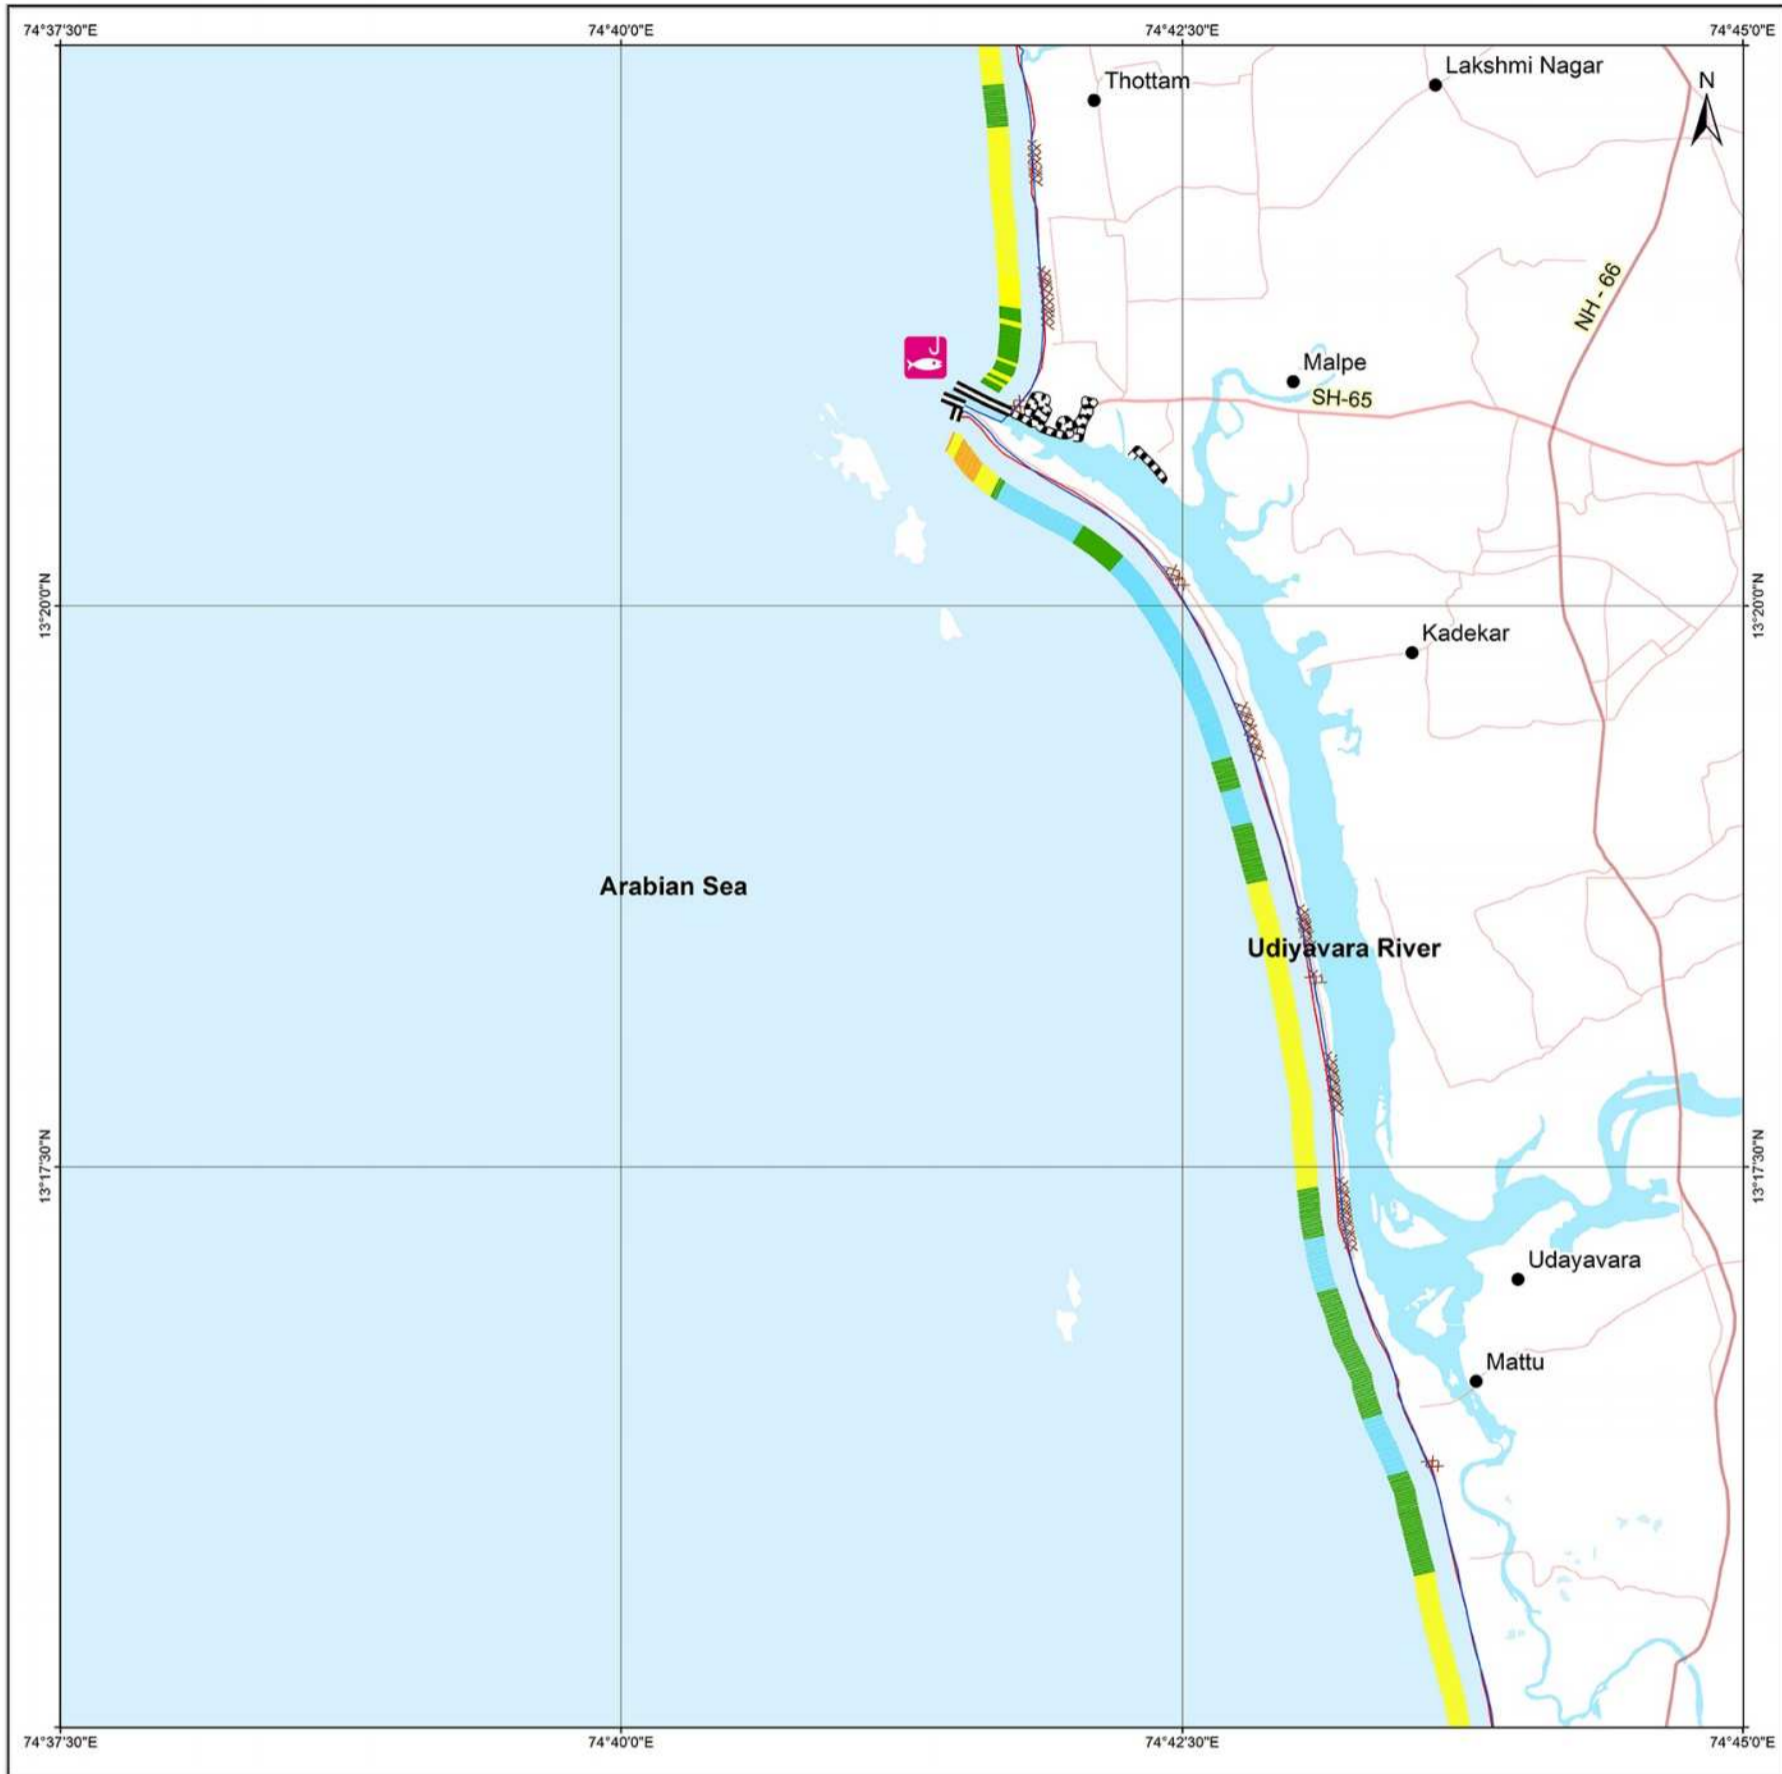 74°37'30"E
74°40'0"E
74°42'30"E
74°45'0"E
Lakshmi Nagar
Thottam
N
NH - 66
Malpe
SH-65
13°20'0"N
13°20'0"N
Kadekar
Arabian Sea
Udiyavara River
13°17'30"N
13°17'30"N
Udayavara
Mattu
74°37'30"E
74°40'0"E
74°42'30"E
74°45'0"E